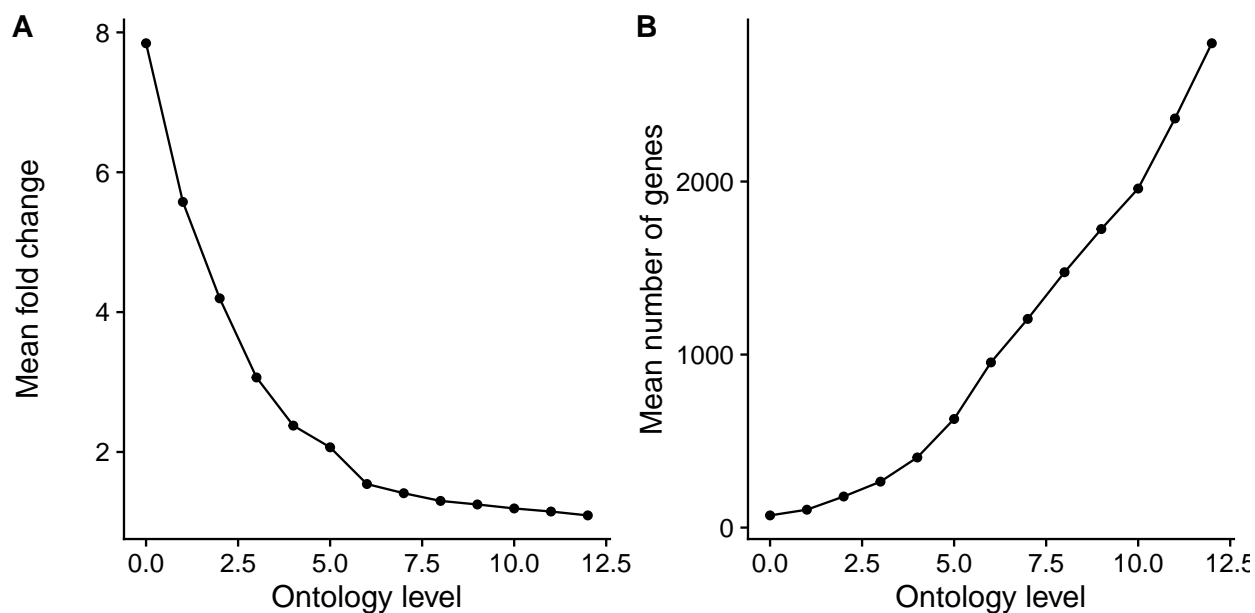 A
Mean fold change
8
6
4
2
0.0 2.5 5.0 7.5 10.0 12.5
Ontology level
B
Mean number of genes
2000
1000
0
0.0 2.5 5.0 7.5 10.0 12.5
Ontology level